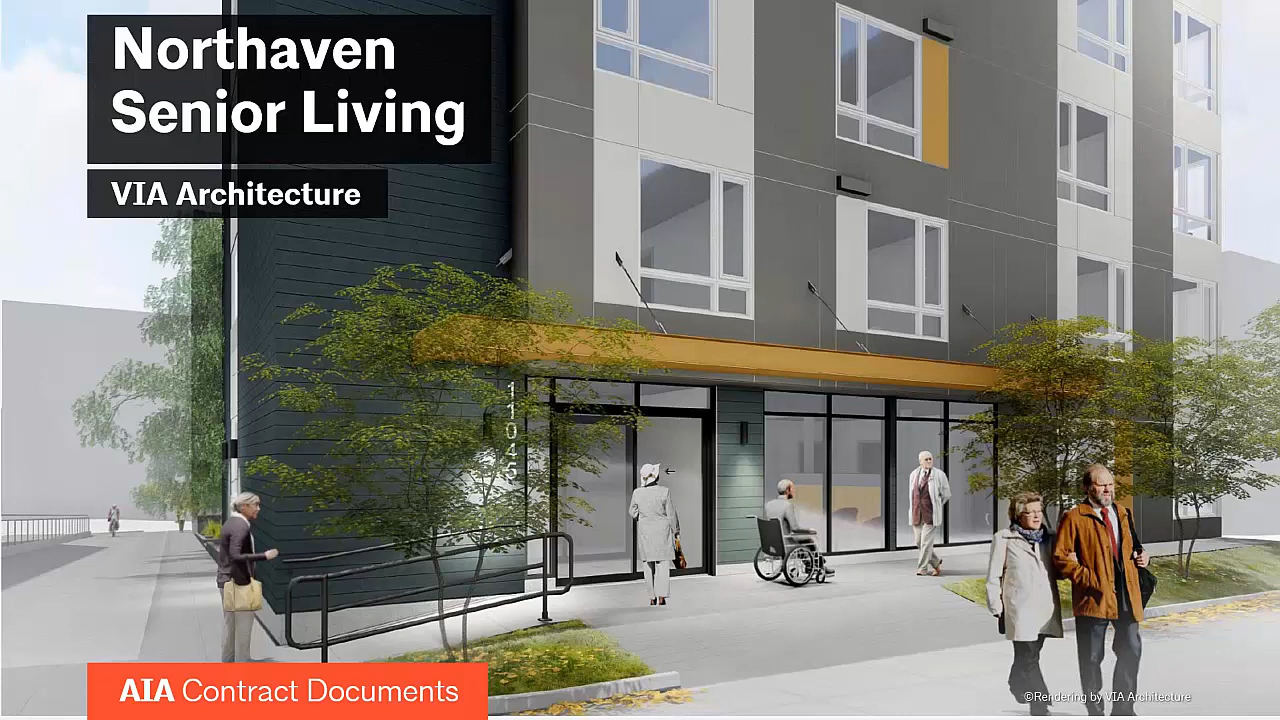 Northaven
Senior Living
VIA Architecture
11045
AIA Contract Documents
©Rendering by VIA Architecture